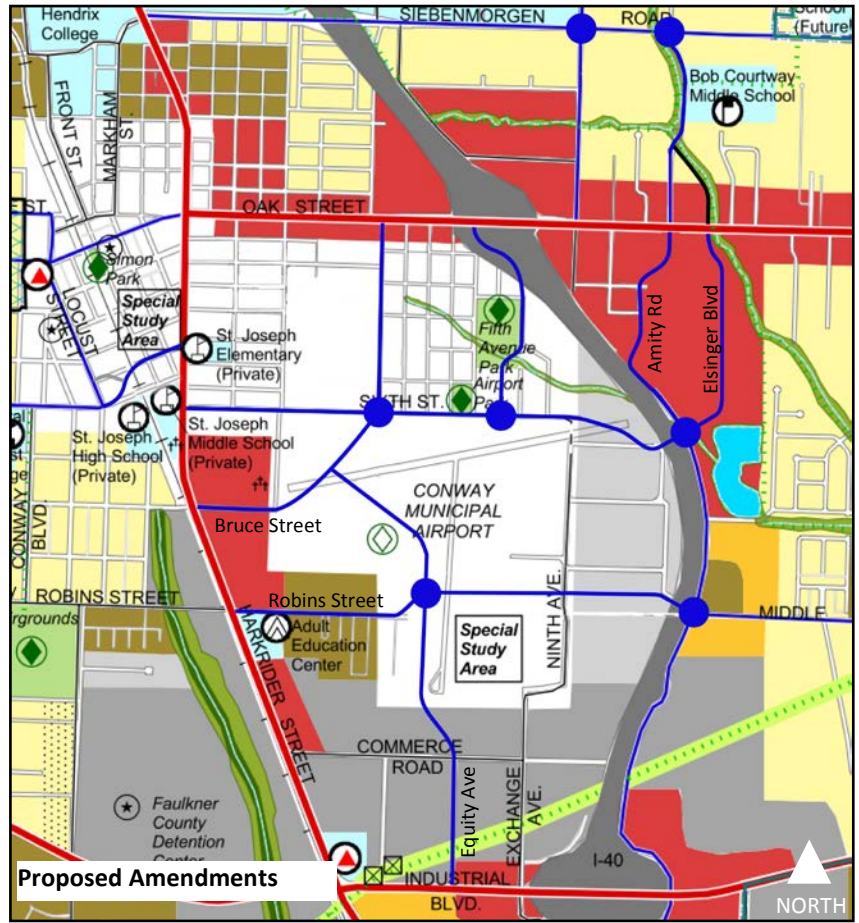 Hendrix
College
SIEBENMORGEN ROAD
School
(Future
Bob Courtway
Middle School
FRONT ST.
MARKHAM
ST.
OAK STREET
ST.
Simon
Park
LOCUST
STREET
Special
Study
Area
St. Joseph
Elementary
(Private)
Fifth
Avenue
Park
Airport
Amity Rd
Elsinger Blvd
ST.
St. Joseph
High School
(Private)
St. Joseph
Middle School
(Private)
CONWAY
BLVD.
Bruce Street
CONWAY
MUNICIPAL
AIRPORT
ROBINS STREET
Robins Street
Adult
Education
Center
HARKRIDER STREET
Special
Study
Area
NINTH AVE.
MIDDLE
COMMERCE
ROAD
Equity Ave
EXCHANGE
AVE.
Faulkner
County
Detention
I-40
INDUSTRIAL
BLVD.
Proposed Amendments
NORTH